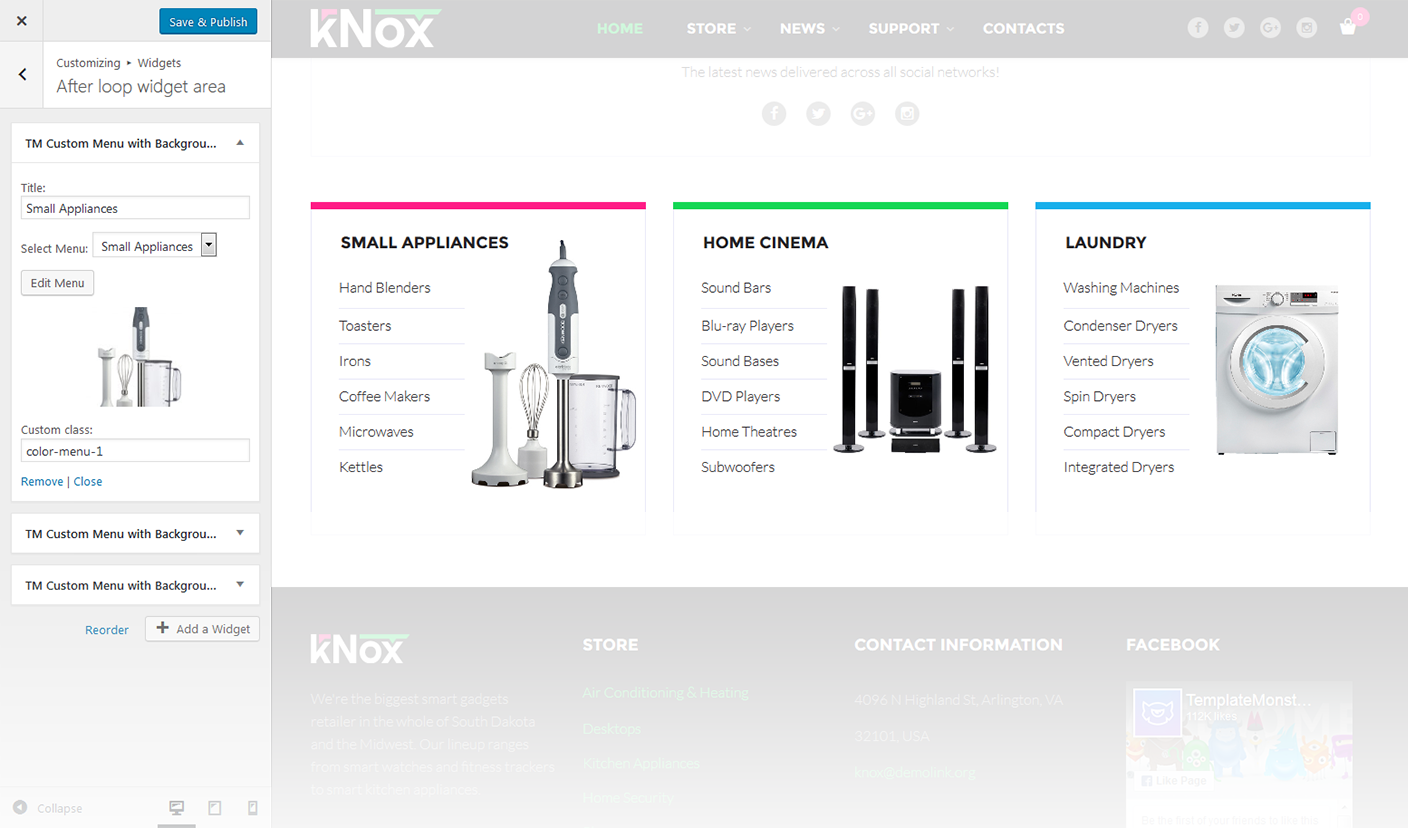 Save & Publish
Customizing ▸ Widgets
After loop widget area
TM Custom Menu with Backgrou...
Title:
Small Appliances
Select Menu: Small Appliances
Edit Menu
Custom class:
color-menu-1
Remove | Close
TM Custom Menu with Backgrou...
TM Custom Menu with Backgrou...
Reorder
Add a Widget
Collapse
kNox
HOME
STORE
NEWS
SUPPORT
CONTACTS
0
The latest news delivered across all social networks!
SMALL APPLIANCES
Hand Blenders
Toasters
Irons
Coffee Makers
Microwaves
Kettles
HOME CINEMA
Sound Bars
Blu-ray Players
Sound Bases
DVD Players
Home Theatres
Subwoofers
LAUNDRY
Washing Machines
Condenser Dryers
Vented Dryers
Spin Dryers
Compact Dryers
Integrated Dryers
kNox
We're the biggest smart gadgets
retailer in the whole of South Dakota
and the Midwest. Our lineup ranges
from smart watches and fitness trackers
to smart kitchen appliances.
STORE
Air Conditioning & Heating
Desktops
Kitchen Appliances
Home Security
CONTACT INFORMATION
4096 N Highland St, Arlington, VA
32101, USA
knox@demolink.org
FACEBOOK
TemplateMonst...
112K likes
Like Page
Be the first of your friends to like this